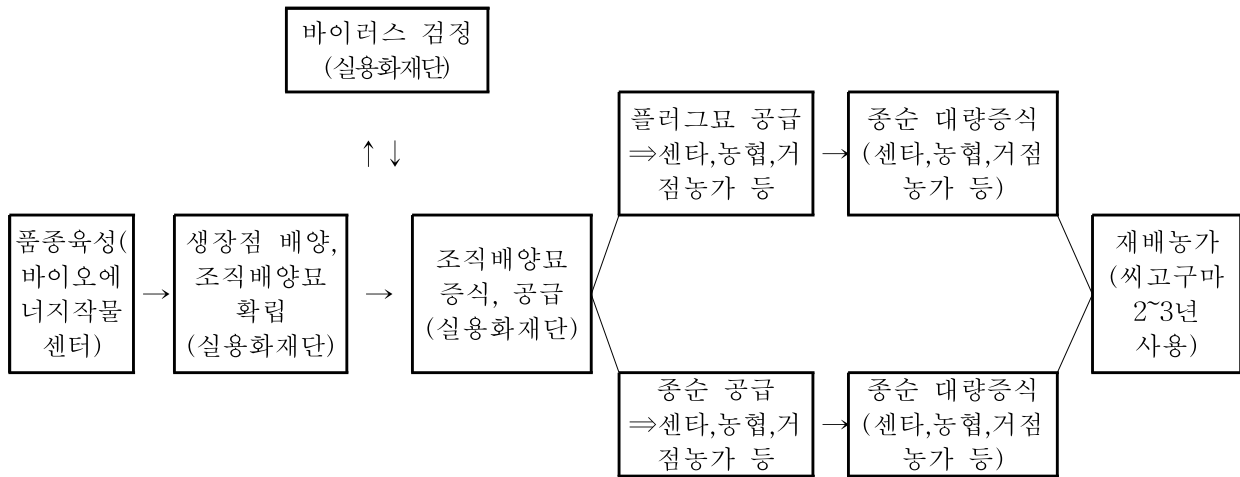 바이러스 검정
(실용화재단)
↑ ↓
플러그묘 공급
⇒센타,농협,거
점농가 등
→
종순 대량증식
(센타,농협,거점
농가 등)
품종육성(
바이오에
너지작물
센터)
→
생장점 배양,
조직배양묘
확립
(실용화재단)
→
조직배양묘
증식, 공급
(실용화재단)
재배농가
(씨고구마
2~3년
사용)
종순 공급
⇒센타,농협,거
점농가 등
→
종순 대량증식
(센타,농협,거점
농가 등)